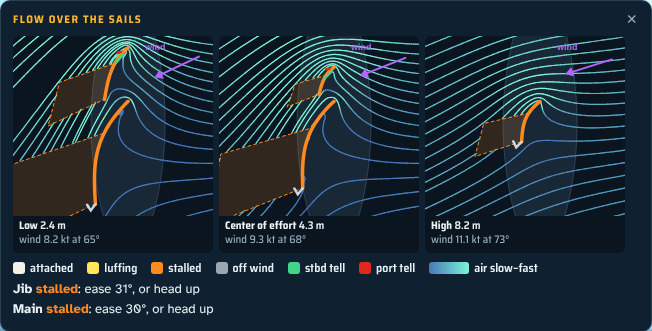 FLOW OVER THE SAILS
wind
wind
wind
Low 2.4 m
wind 8.2 kt at 65°
Center of effort 4.3 m
wind 9.3 kt at 68°
High 8.2 m
wind 11.1 kt at 73°
attached luffing stalled off wind stbd tell port tell air slow–fast
Jib stalled: ease 31°, or head up
Main stalled: ease 30°, or head up